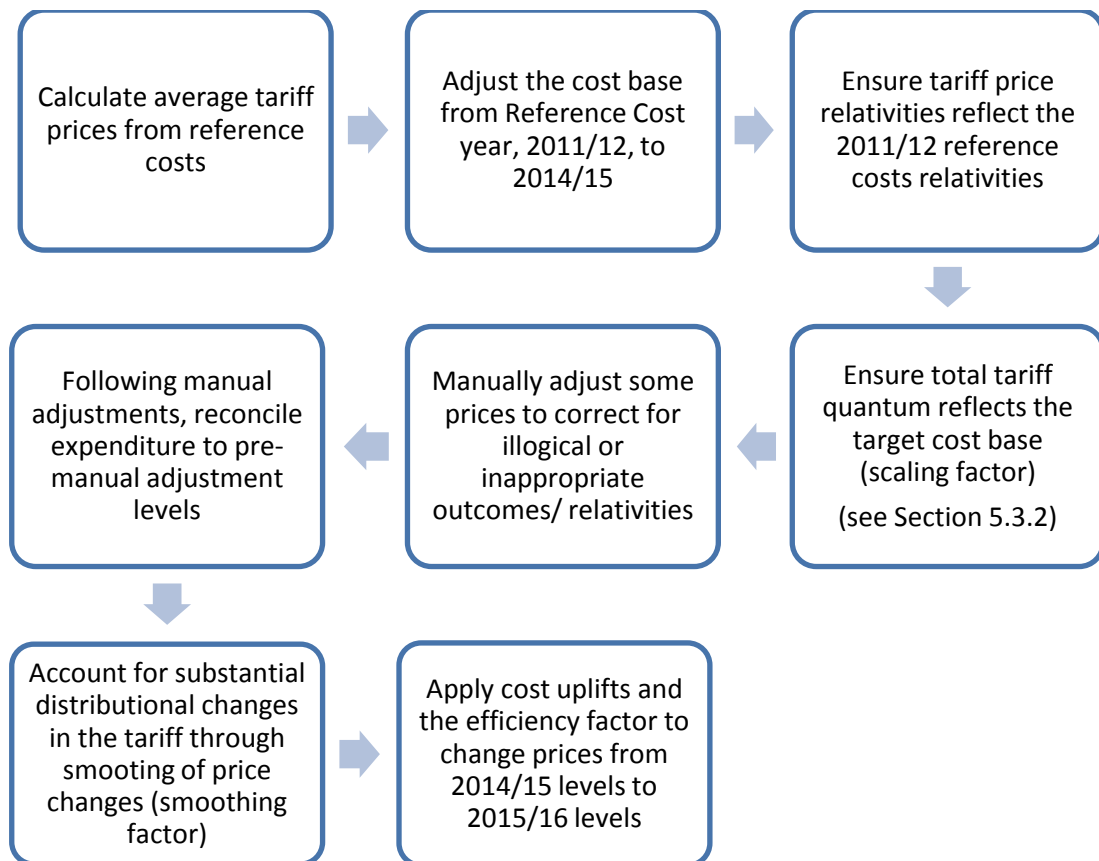 Calculate average tariff
prices from reference
costs
Adjust the cost base
from Reference Cost
year, 2011/12, to
2014/15
Ensure tariff price
relativities reflect the
2011/12 reference
costs relativities
Ensure total tariff
quantum reflects the
target cost base
(scaling factor)
(see Section 5.3.2)
Manually adjust some
prices to correct for
illogical or
inappropriate
outcomes/ relativities
Following manual
adjustments, reconcile
expenditure to pre-
manual adjustment
levels
Account for substantial
distributional changes
in the tariff through
smooting of price
changes (smoothing
factor)
Apply cost uplifts and
the efficiency factor to
change prices from
2014/15 levels to
2015/16 levels